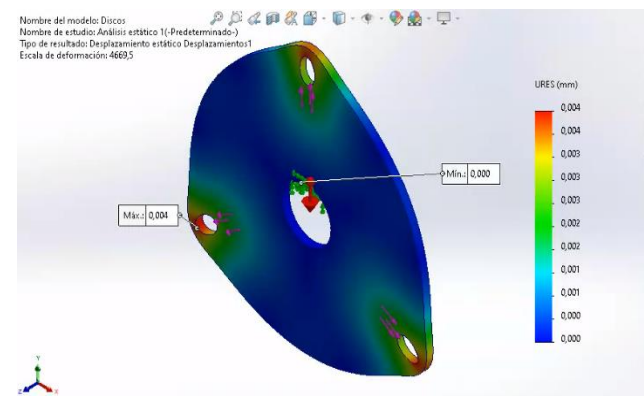 Nombre del modelo: Discos
Nombre de estudio: Análisis estático 1(-Predeterminado-)
Tipo de resultado: Desplazamiento estático Desplazamientos1
Escala de deformación: 4669,5
URES (mm)
0,004
0,004
0,003
0,003
0,002
0,002
0,002
0,001
0,001
0,000
0,000
Mín.: 0,000
Máx.: 0,004
Y
Z
X